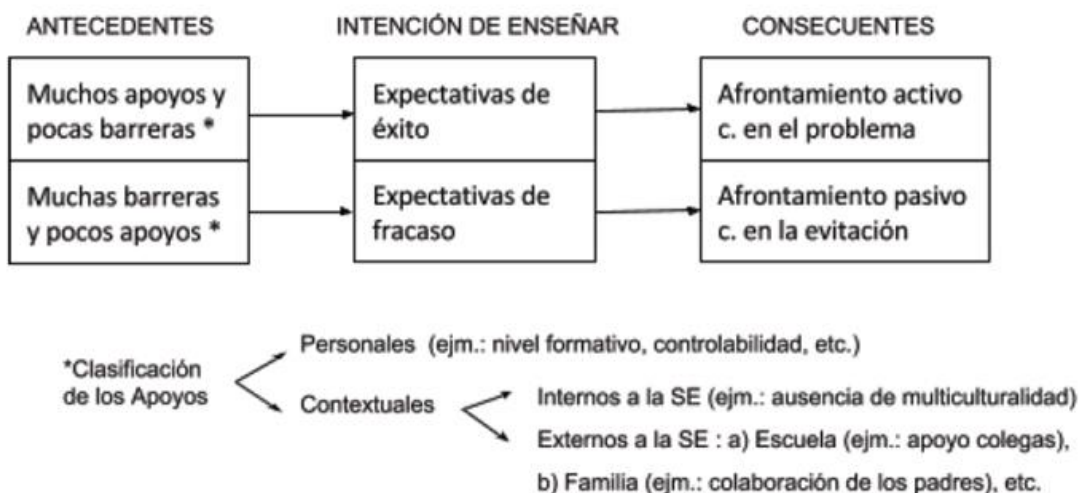 ANTECEDENTES
INTENCIÓN DE ENSEÑAR
CONSECUENTES
Muchos apoyos y
pocas barreras *
Expectativas de
éxito
Afrontamiento activo
c. en el problema
Muchas barreras
y pocos apoyos *
Expectativas de
fracaso
Afrontamiento pasivo
c. en la evitación
*Clasificación
de los Apoyos
Personales (ejm.: nivel formativo, controlabilidad, etc.)
Contextuales
Internos a la SE (ejm.: ausencia de multiculturalidad)
Externos a la SE : a) Escuela (ejm.: apoyo colegas),
b) Familia (ejm.: colaboración de los padres), etc.